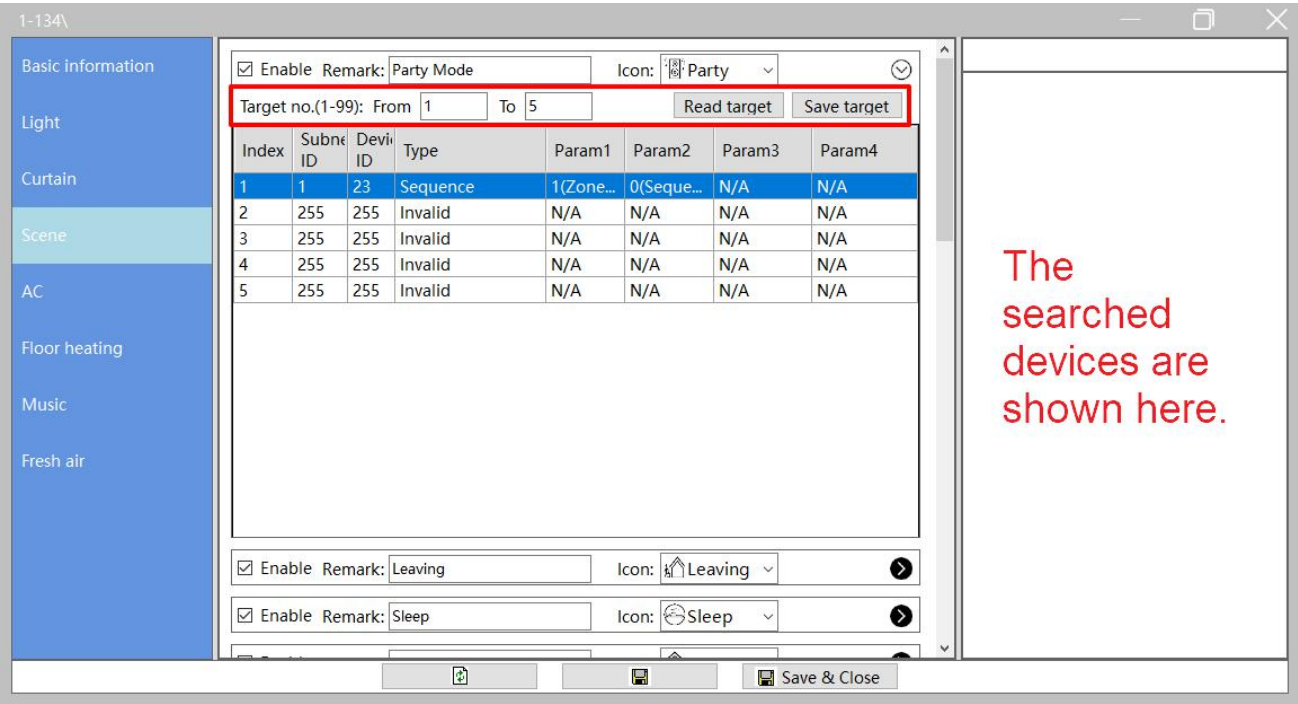 1-134\
Basic information
Light
Curtain
Scene
AC
Floor heating
Music
Fresh air
Enable Remark: Party Mode Icon: Party
Target no.(1-99): From 1 To 5 Read target Save target
Index Subne ID Devi ID Type Param1 Param2 Param3 Param4
1 1 23 Sequence 1(Zone... 0(Seque... N/A N/A
2 255 255 Invalid N/A N/A N/A N/A
3 255 255 Invalid N/A N/A N/A N/A
4 255 255 Invalid N/A N/A N/A N/A
5 255 255 Invalid N/A N/A N/A N/A
Enable Remark: Leaving Icon: Leaving
Enable Remark: Sleep Icon: Sleep
Save & Close
The
searched
devices are
shown here.